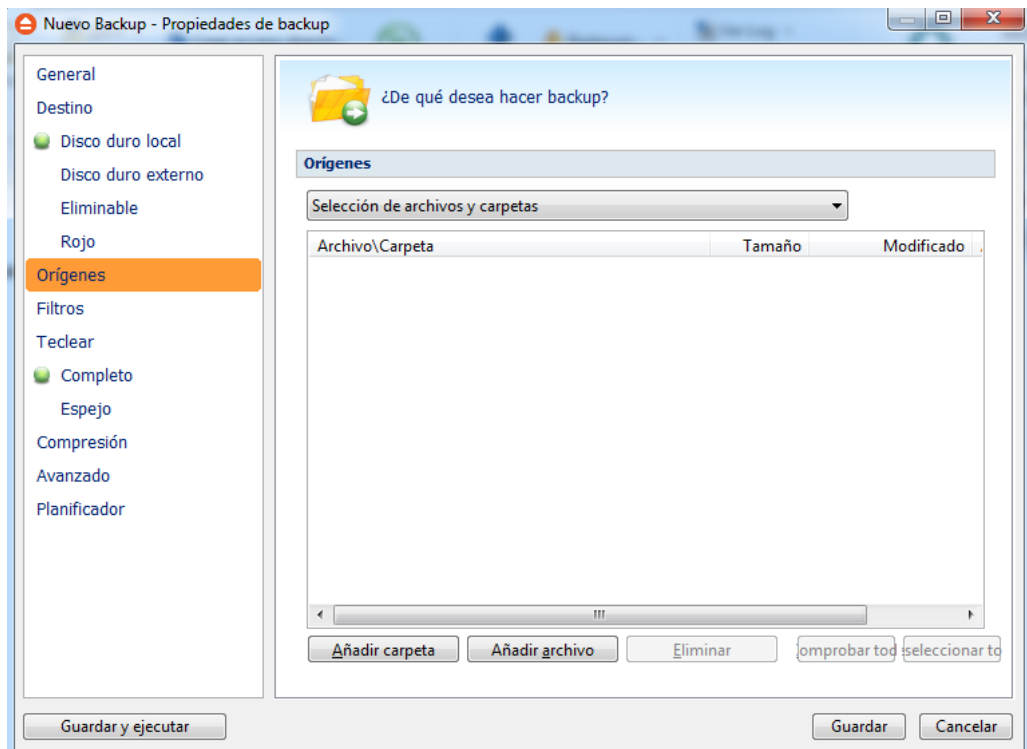 Nuevo Backup - Propiedades de backup
General
Destino
Disco duro local
Disco duro externo
Eliminable
Rojo
Orígenes
Filtros
Teclear
Completo
Espejo
Compresión
Avanzado
Planificador
¿De qué desea hacer backup?
Orígenes
Selección de archivos y carpetas
Archivo\Carpeta Tamaño Modificado
Añadir carpeta Añadir archivo Eliminar omprobar tod seleccionar to
Guardar y ejecutar Guardar Cancelar